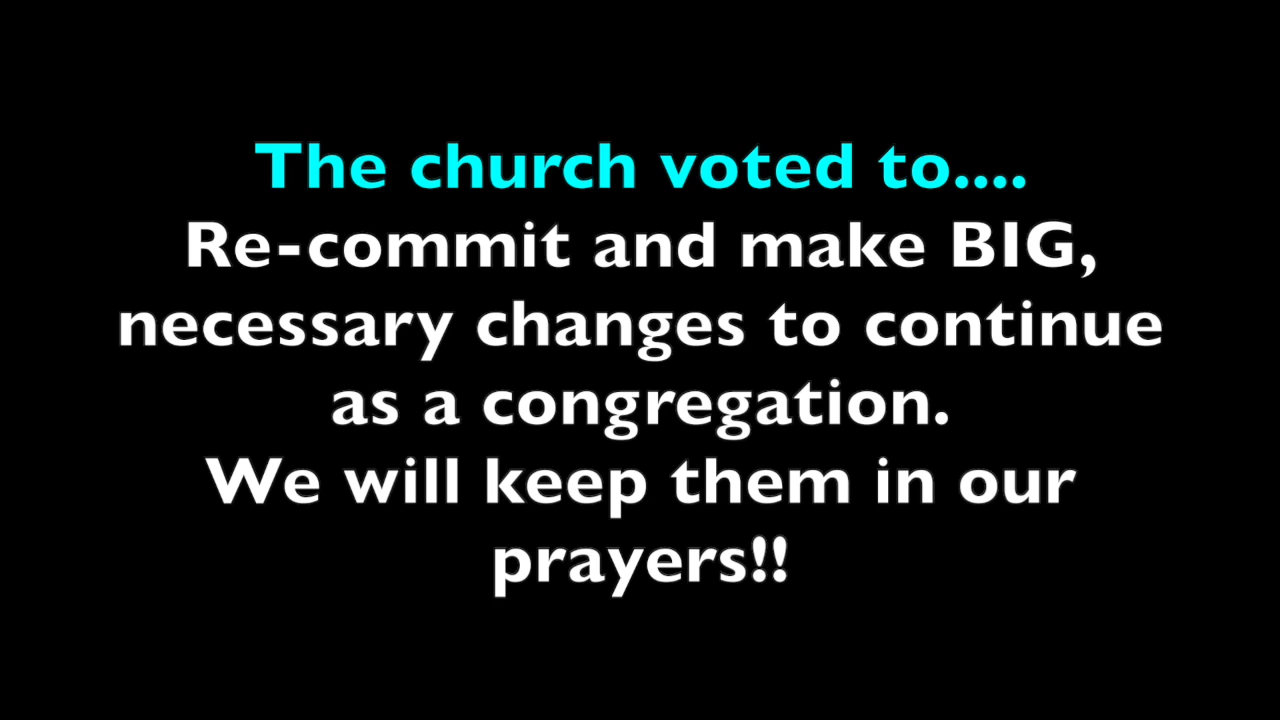 The church voted to....
Re-commit and make BIG,
necessary changes to continue
as a congregation.
We will keep them in our
prayers!!